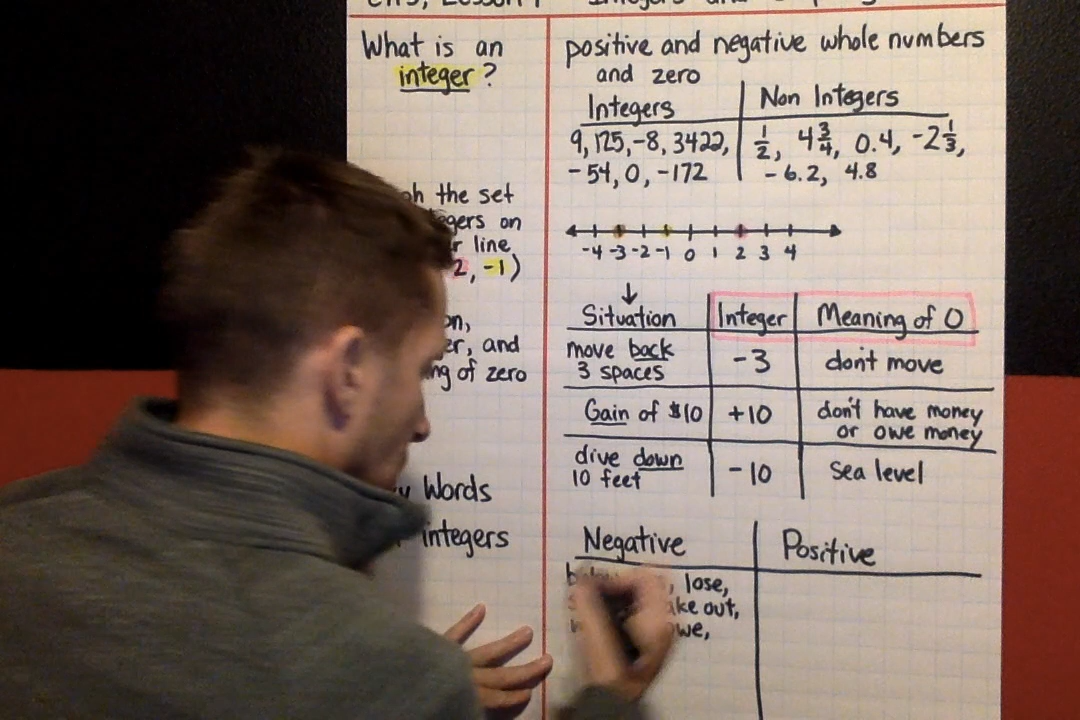 What is an
integer?
positive and negative whole numbers
and zero
Integers
Non Integers
9, 125, -8, 3422,
-54, 0, -172
1/2, 4 3/4, 0.4, -2 1/3,
-6.2, 4.8
the set
on
line
2, -1)
-4 -3 -2 -1 0 1 2 3 4
and
of zero
↓
Situation
Integer
Meaning of 0
move back
3 spaces
-3
don't move
Gain of $10
+10
don't have money
or owe money
dive down
10 feet
-10
sea level
Words
integers
Negative
Positive
lose,
out,